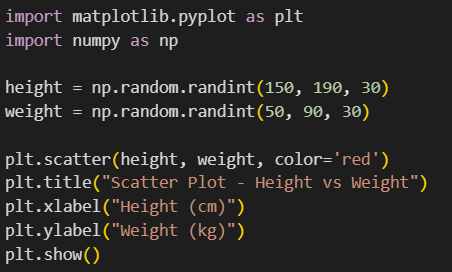 import matplotlib.pyplot as plt
import numpy as np
height = np.random.randint(150, 190, 30)
weight = np.random.randint(50, 90, 30)
plt.scatter(height, weight, color='red')
plt.title("Scatter Plot - Height vs Weight")
plt.xlabel("Height (cm)")
plt.ylabel("Weight (kg)")
plt.show()